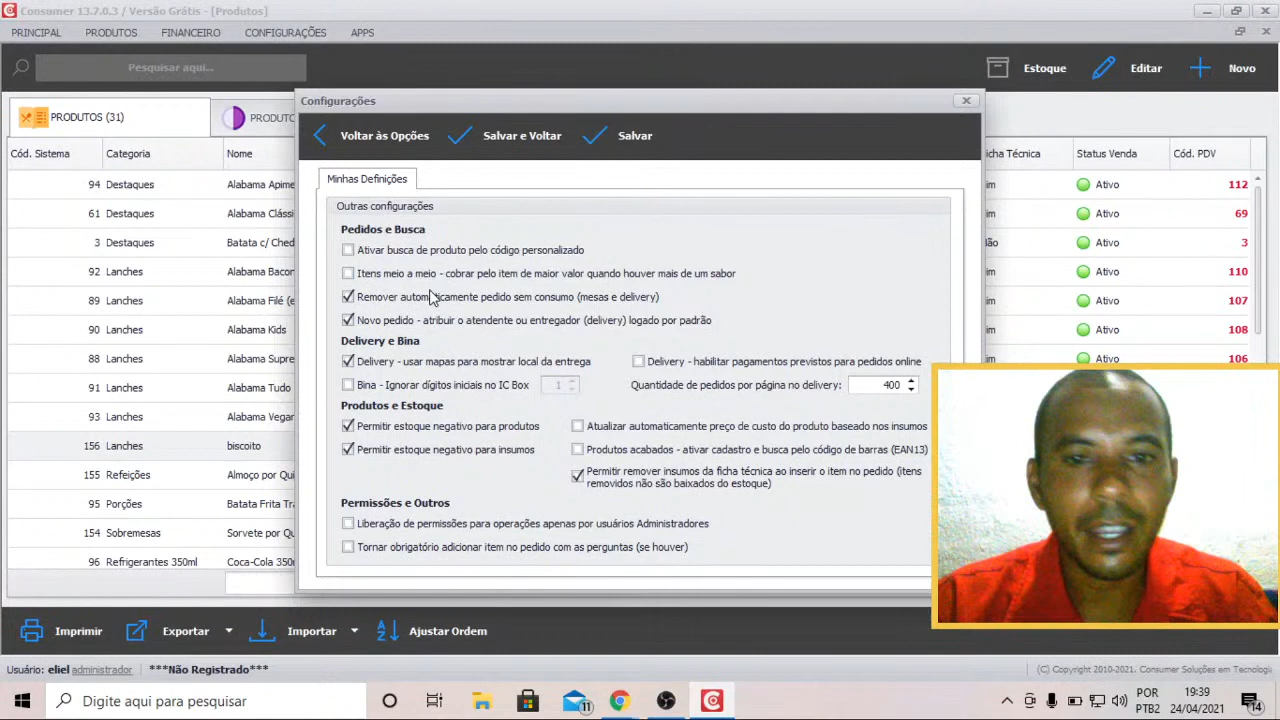 Consumer 13.7.0.3 / Versão Grátis - [Produtos]
PRINCIPAL PRODUTOS FINANCEIRO CONFIGURAÇÕES APPS
Pesquisar aqui... Estoque Editar Novo
PRODUTOS (31)
Cód. Sistema Categoria Nome Status Venda Cód. PDV
94 Destaques Alabama Ativo 112
61 Destaques Alabama Ativo 69
3 Destaques Batata c/ Ativo 3
92 Lanches Alabama Ativo 110
89 Lanches Alabama Filé Ativo 107
90 Lanches Alabama Kids Ativo 108
88 Lanches Alabama Ativo 106
91 Lanches Alabama Tudo
93 Lanches Alabama
156 Lanches biscoito
155 Refeições Almoço por
95 Porções Batata Frita
154 Sobremesas Sorvete por
96 Refrigerantes 350ml Coca-Cola
Configurações
Voltar às Opções Salvar e Voltar Salvar
Minhas Definições
Outras configurações
Pedidos e Busca
Ativar busca de produto pelo código personalizado
Itens meio a meio - cobrar pelo item de maior valor quando houver mais de um sabor
Remover automaticamente pedido sem consumo (mesas e delivery)
Novo pedido - atribuir o atendente ou entregador (delivery) logado por padrão
Delivery e Bina
Delivery - usar mapas para mostrar local da entrega Delivery - habilitar pagamentos previstos para pedidos online
Bina - Ignorar dígitos iniciais no IC Box 1 Quantidade de pedidos por página no delivery: 400
Produtos e Estoque
Permitir estoque negativo para produtos Atualizar automaticamente preço de custo do produto baseado nos insumos
Permitir estoque negativo para insumos Produtos acabados - ativar cadastro e busca pelo código de barras (EAN13)
Permitir remover insumos da ficha técnica ao inserir o item no pedido (itens
removidos não são baixados do estoque)
Permissões e Outros
Liberação de permissões para operações apenas por usuários Administradores
Tornar obrigatório adicionar item no pedido com as perguntas (se houver)
Imprimir Exportar Importar Ajustar Ordem
Usuário: eliel administrador ***Não Registrado*** (C) Copyright 2010-2021. Consumer Soluções em
Digite aqui para pesquisar 11 POR 19:39
PTB2 24/04/2021 14